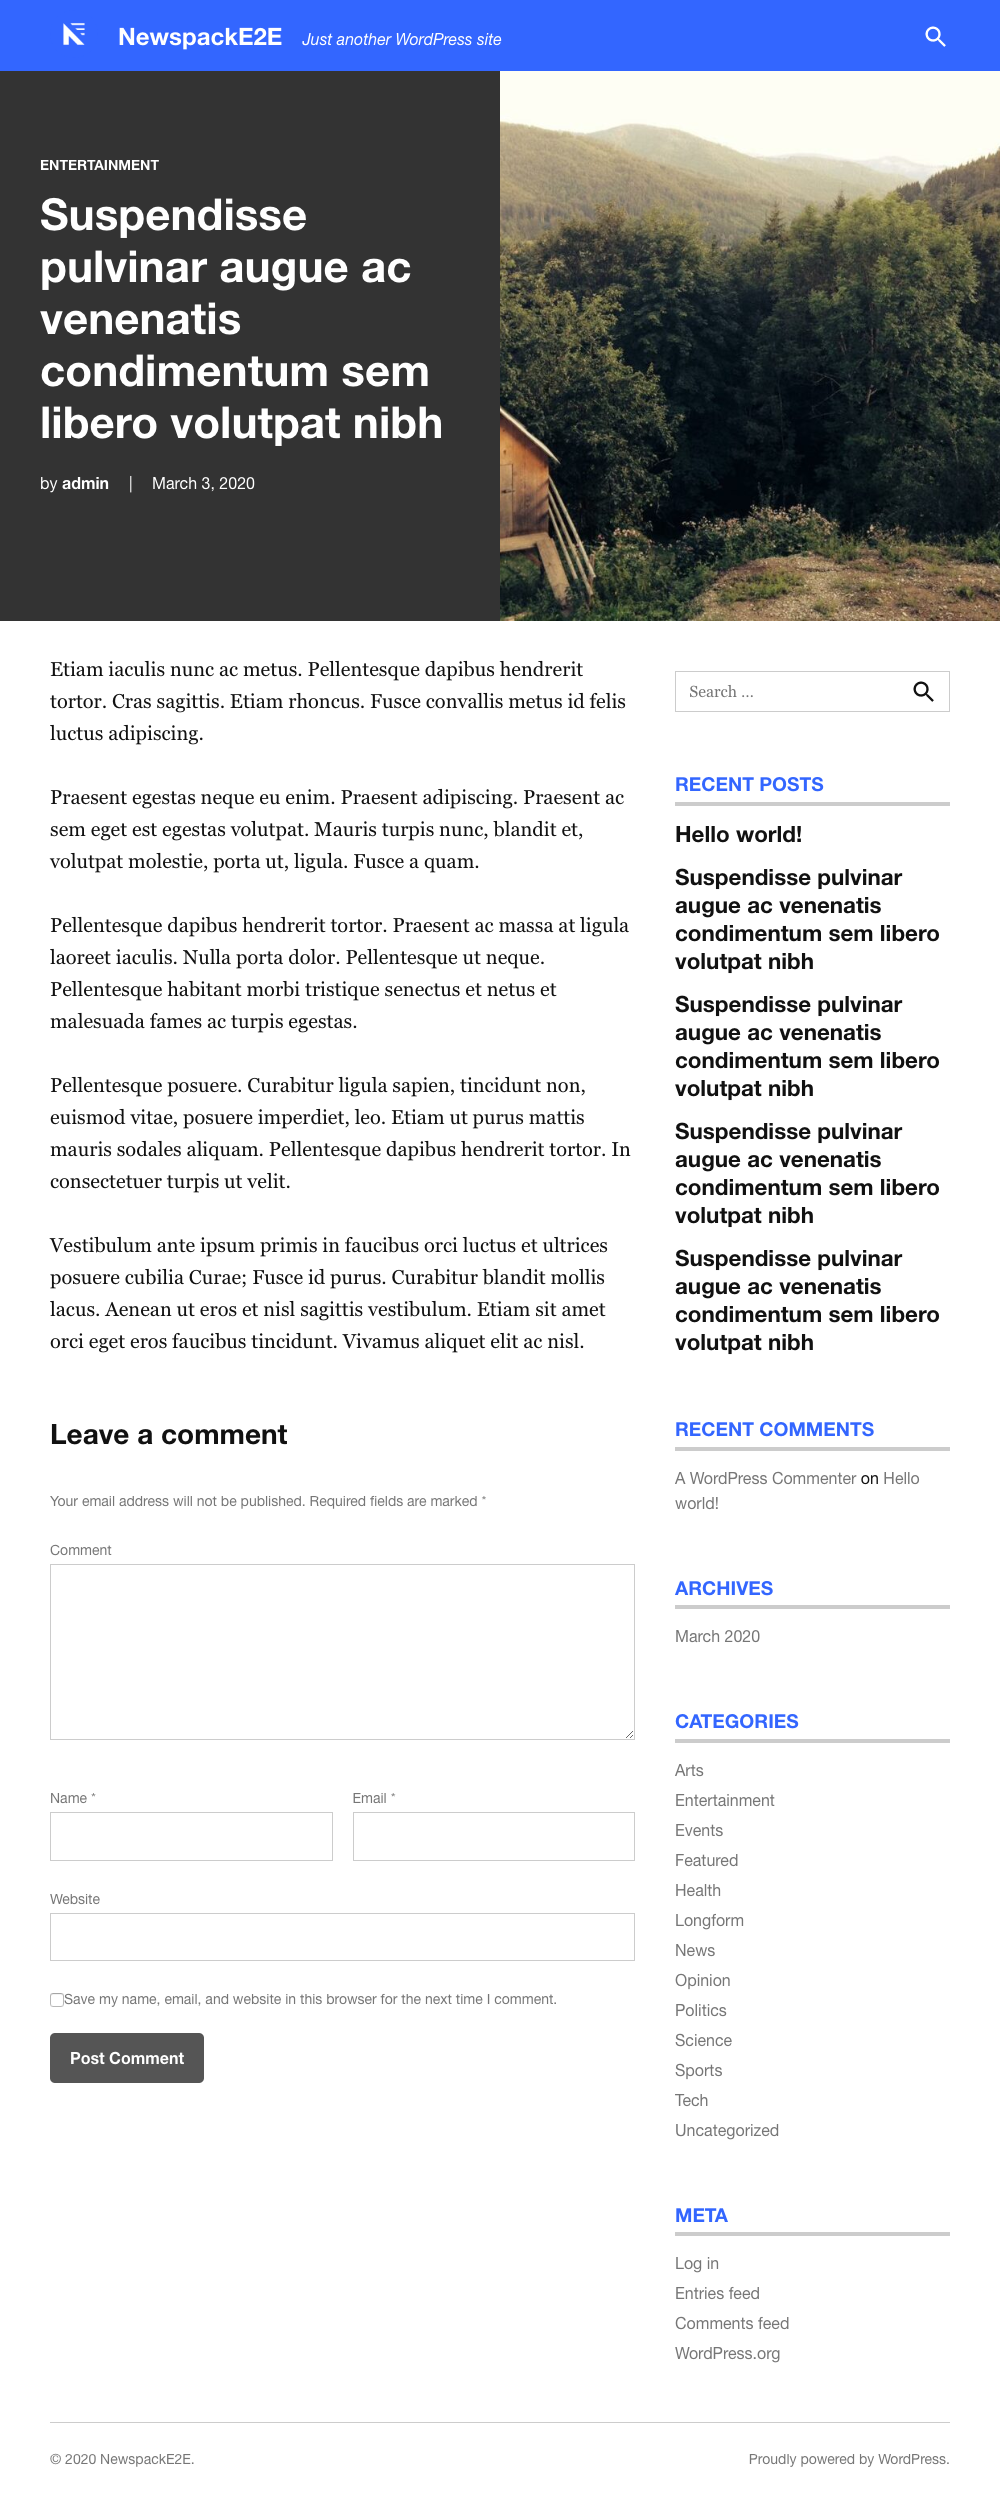 NewspackE2E Just another WordPress site
ENTERTAINMENT
Suspendisse
pulvinar augue ac
venenatis
condimentum sem
libero volutpat nibh
by admin | March 3, 2020
Etiam iaculis nunc ac metus. Pellentesque dapibus hendrerit
tortor. Cras sagittis. Etiam rhoncus. Fusce convallis metus id felis
luctus adipiscing.
Praesent egestas neque eu enim. Praesent adipiscing. Praesent ac
sem eget est egestas volutpat. Mauris turpis nunc, blandit et,
volutpat molestie, porta ut, ligula. Fusce a quam.
Pellentesque dapibus hendrerit tortor. Praesent ac massa at ligula
laoreet iaculis. Nulla porta dolor. Pellentesque ut neque.
Pellentesque habitant morbi tristique senectus et netus et
malesuada fames ac turpis egestas.
Pellentesque posuere. Curabitur ligula sapien, tincidunt non,
euismod vitae, posuere imperdiet, leo. Etiam ut purus mattis
mauris sodales aliquam. Pellentesque dapibus hendrerit tortor. In
consectetuer turpis ut velit.
Vestibulum ante ipsum primis in faucibus orci luctus et ultrices
posuere cubilia Curae; Fusce id purus. Curabitur blandit mollis
lacus. Aenean ut eros et nisl sagittis vestibulum. Etiam sit amet
orci eget eros faucibus tincidunt. Vivamus aliquet elit ac nisl.
Leave a comment
Your email address will not be published. Required fields are marked *
Comment
Name *
Email *
Website
Save my name, email, and website in this browser for the next time I comment.
Post Comment
Search ...
RECENT POSTS
Hello world!
Suspendisse pulvinar
augue ac venenatis
condimentum sem libero
volutpat nibh
Suspendisse pulvinar
augue ac venenatis
condimentum sem libero
volutpat nibh
Suspendisse pulvinar
augue ac venenatis
condimentum sem libero
volutpat nibh
Suspendisse pulvinar
augue ac venenatis
condimentum sem libero
volutpat nibh
RECENT COMMENTS
A WordPress Commenter on Hello
world!
ARCHIVES
March 2020
CATEGORIES
Arts
Entertainment
Events
Featured
Health
Longform
News
Opinion
Politics
Science
Sports
Tech
Uncategorized
META
Log in
Entries feed
Comments feed
WordPress.org
© 2020 NewspackE2E.
Proudly powered by WordPress.